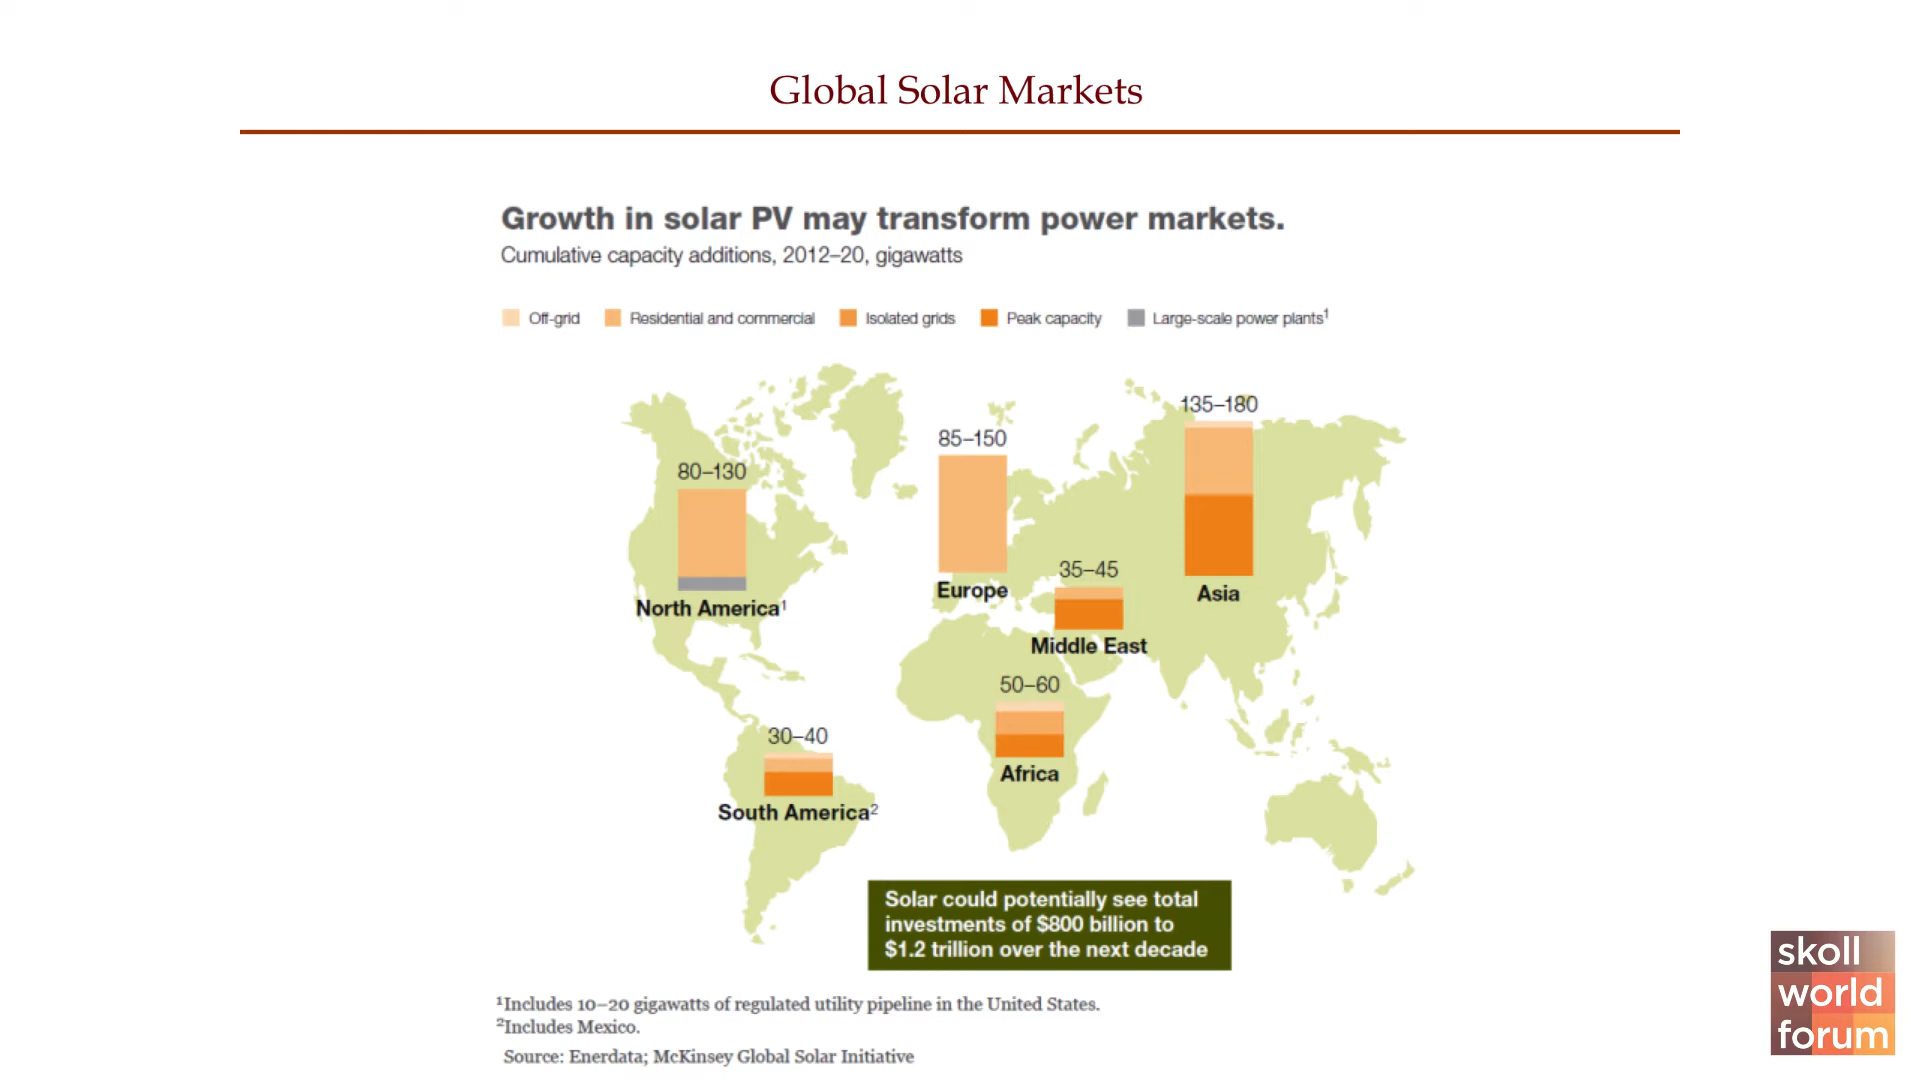 Global Solar Markets
Growth in solar PV may transform power markets.
Cumulative capacity additions, 2012–20, gigawatts
Off-grid Residential and commercial Isolated grids Peak capacity Large-scale power plants¹
135–180
85–150
80–130
35–45
Europe
Asia
North America¹
Middle East
50–60
30–40
Africa
South America²
Solar could potentially see total
investments of $800 billion to
$1.2 trillion over the next decade
¹Includes 10–20 gigawatts of regulated utility pipeline in the United States.
²Includes Mexico.
Source: Enerdata; McKinsey Global Solar Initiative
skoll
world
forum